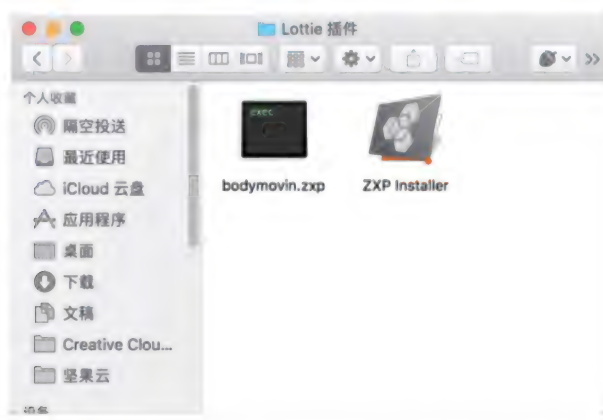 Lottie 插件
个人收藏
隔空投送
最近使用
iCloud 云盘
应用程序
桌面
下载
文稿
Creative Clou...
坚果云
设备
exec
bodymovin.zxp
ZXP Installer